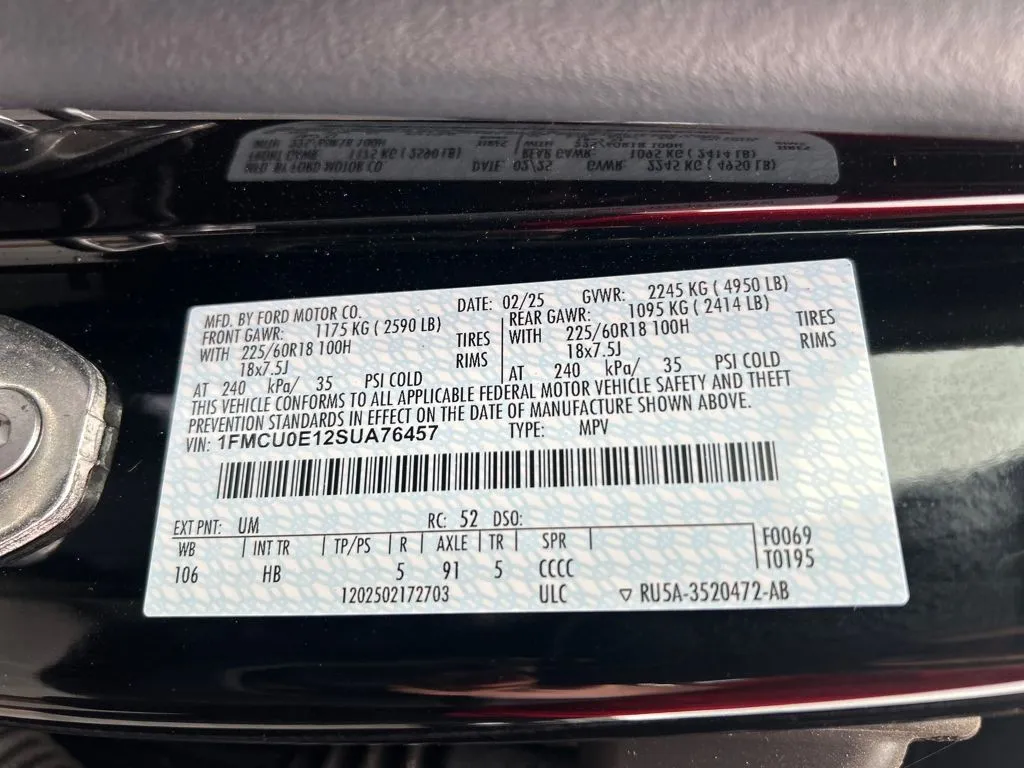 MFD. BY FORD MOTOR CO. DATE: 02/25 GVWR: 2245 KG ( 4950 LB)
FRONT GAWR: 1175 KG ( 2590 LB) REAR GAWR: 1095 KG ( 2414 LB)
WITH 225/60R18 100H TIRES WITH 225/60R18 100H TIRES
18x7.5J RIMS 18x7.5J RIMS
AT 240 kPa/ 35 PSI COLD AT 240 kPa/ 35 PSI COLD
THIS VEHICLE CONFORMS TO ALL APPLICABLE FEDERAL MOTOR VEHICLE SAFETY AND THEFT
PREVENTION STANDARDS IN EFFECT ON THE DATE OF MANUFACTURE SHOWN ABOVE.
VIN: 1FMCU0E12SUA76457 TYPE: MPV
EXT PNT: UM RC: 52 DSO:
WB INT TR TP/PS R AXLE TR SPR F0069
106 HB 5 91 5 CCCC T0195
1202502172703 ULC ▽ RU5A-3520472-AB